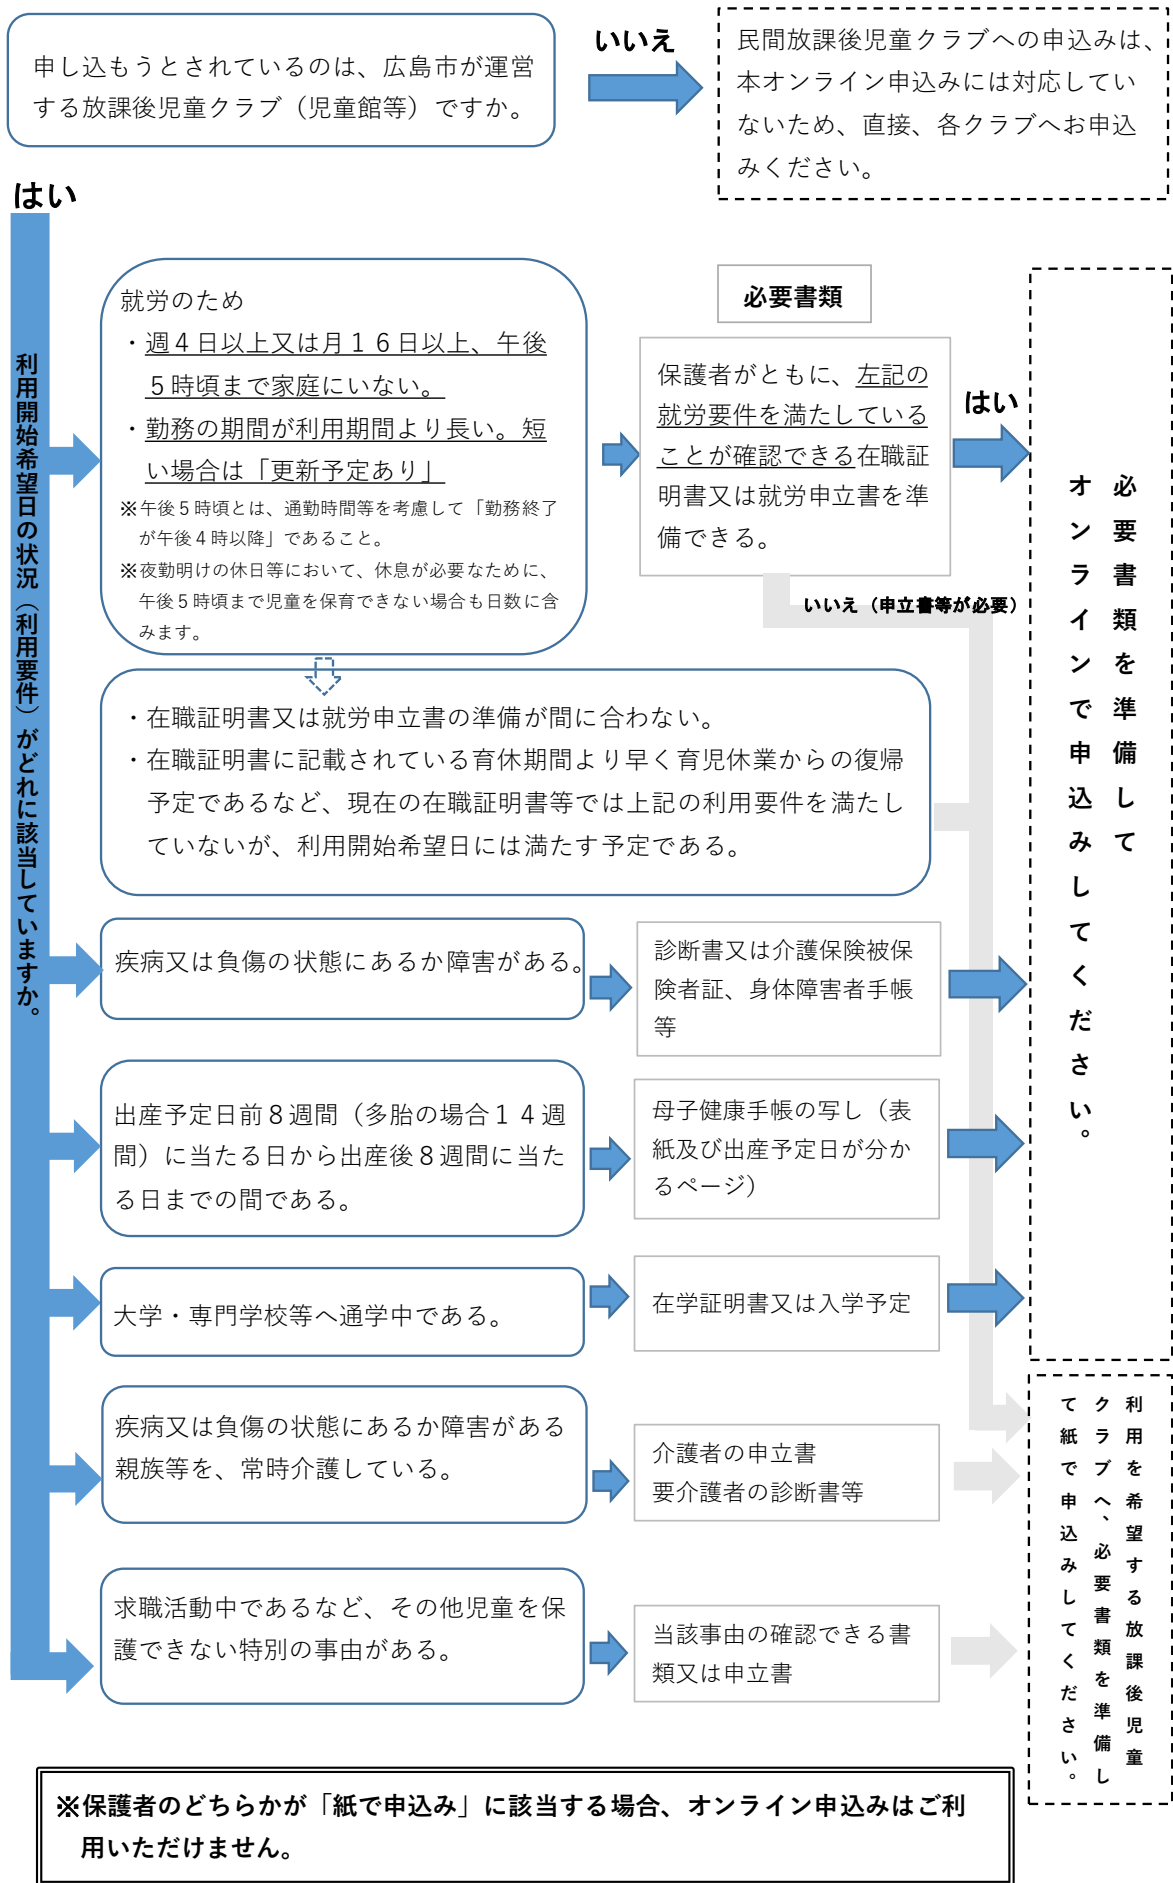 申し込もうとされているのは、広島市が運営
する放課後児童クラブ（児童館等）ですか。
いいえ
民間放課後児童クラブへの申込みは、
本オンライン申込みには対応してい
ないため、直接、各クラブへお申込
みください。
はい
利用開始希望日の状況（利用要件）がどれに該当していますか。
就労のため
・週４日以上又は月１６日以上、午後
５時頃まで家庭にいない。
・勤務の期間が利用期間より長い。短
い場合は「更新予定あり」
※午後５時頃とは、通勤時間等を考慮して「勤務終了
が午後４時以降」であること。
※夜勤明けの休日等において、休息が必要なために、
午後５時頃まで児童を保育できない場合も日数に含
みます。
必要書類
保護者がともに、左記の
就労要件を満たしている
ことが確認できる在職証
明書又は就労申立書を準
備できる。
はい
いいえ（申立書等が必要）
必要書類を準備して
オンラインで申込みしてください。
・在職証明書又は就労申立書の準備が間に合わない。
・在職証明書に記載されている育休期間より早く育児休業からの復帰
予定であるなど、現在の在職証明書等では上記の利用要件を満たし
ていないが、利用開始希望日には満たす予定である。
疾病又は負傷の状態にあるか障害がある。
診断書又は介護保険被保
険者証、身体障害者手帳
等
出産予定日前８週間（多胎の場合１４週
間）に当たる日から出産後８週間に当た
る日までの間である。
母子健康手帳の写し（表
紙及び出産予定日が分か
るページ）
大学・専門学校等へ通学中である。
在学証明書又は入学予定
疾病又は負傷の状態にあるか障害がある
親族等を、常時介護している。
介護者の申立書
要介護者の診断書等
求職活動中であるなど、その他児童を保
護できない特別の事由がある。
当該事由の確認できる書
類又は申立書
利用を希望する放課後児童
クラブへ、必要書類を準備し
て紙で申込みしてください。
※保護者のどちらかが「紙で申込み」に該当する場合、オンライン申込みはご利
用いただけません。